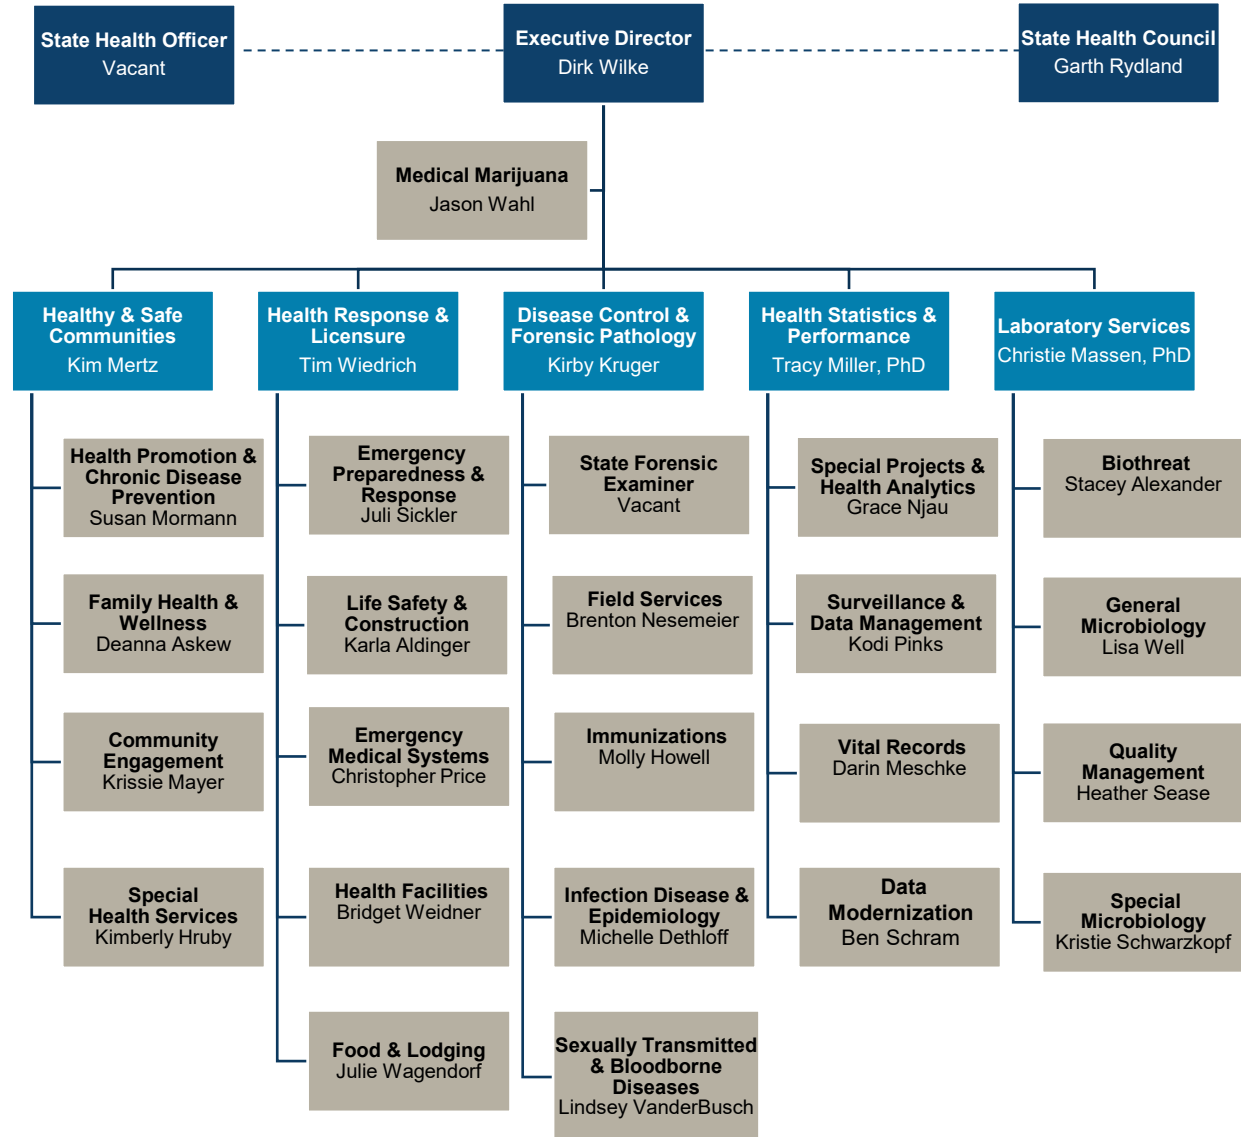 State Health Officer
Vacant
Executive Director
Dirk Wilke
State Health Council
Garth Rydland
Medical Marijuana
Jason Wahl
Healthy & Safe
Communities
Kim Mertz
Health Response &
Licensure
Tim Wiedrich
Disease Control &
Forensic Pathology
Kirby Kruger
Health Statistics &
Performance
Tracy Miller, PhD
Laboratory Services
Christie Massen, PhD
Health Promotion &
Chronic Disease
Prevention
Susan Mormann
Family Health &
Wellness
Deanna Askew
Community
Engagement
Krissie Mayer
Special
Health Services
Kimberly Hruby
Emergency
Preparedness &
Response
Juli Sickler
Life Safety &
Construction
Karla Aldinger
Emergency
Medical Systems
Christopher Price
Health Facilities
Bridget Weidner
Food & Lodging
Julie Wagendorf
State Forensic
Examiner
Vacant
Field Services
Brenton Nesemeier
Immunizations
Molly Howell
Infection Disease &
Epidemiology
Michelle Dethloff
Sexually Transmitted
& Bloodborne
Diseases
Lindsey VanderBusch
Special Projects &
Health Analytics
Grace Njau
Surveillance &
Data Management
Kodi Pinks
Vital Records
Darin Meschke
Data
Modernization
Ben Schram
Biothreat
Stacey Alexander
General
Microbiology
Lisa Well
Quality
Management
Heather Sease
Special
Microbiology
Kristie Schwarzkopf